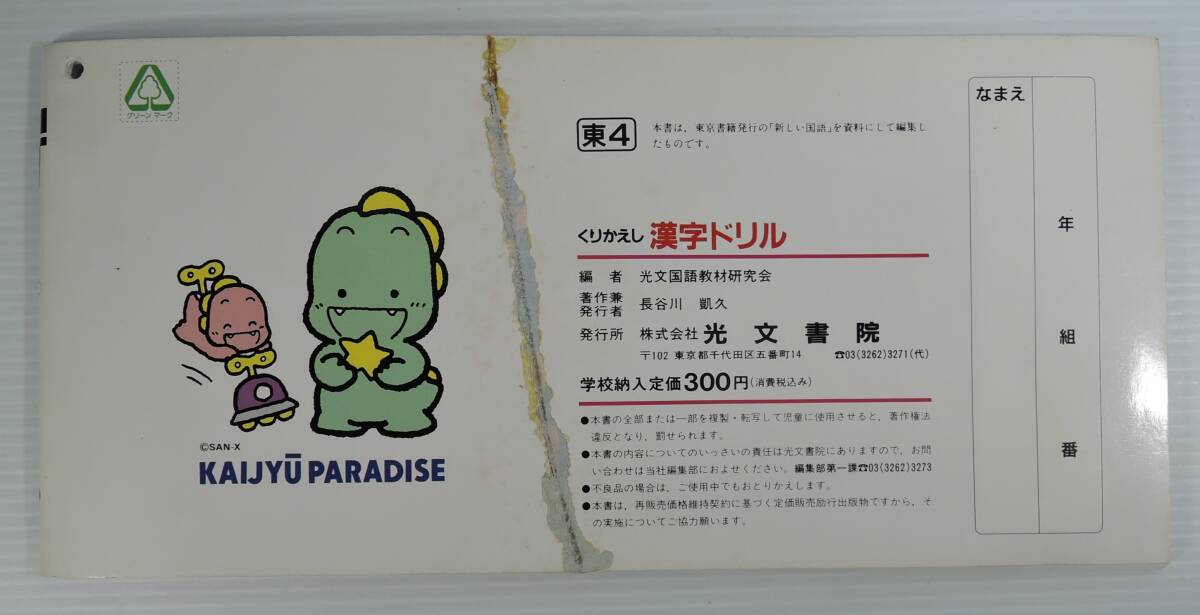 グリーン マーク
©SAN-X
KAIJYŪ PARADISE
東4
本書は，東京書籍発行の「新しい国語」を資料にして編集し
たものです。
くりかえし 漢字ドリル
編 者 光文国語教材研究会
著作兼
発行者 長谷川 凱久
発行所 株式会社 光文書院
〒102 東京都千代田区五番町14 ☎03(3262)3271(代)
学校納入定価300円(消費税込み)
●本書の全部または一部を複製・転写して児童に使用させると，著作権法
違反となり，罰せられます。
●本書の内容についてのいっさいの責任は光文書院にありますので，お問
い合わせは当社編集部におよせください。編集部第一課☎03(3262)3273
●不良品の場合は，ご使用中でもおとりかえします。
●本書は，再販売価格維持契約に基づく定価販売励行出版物ですから，そ
の実施についてご協力願います。
なまえ
年
組
番